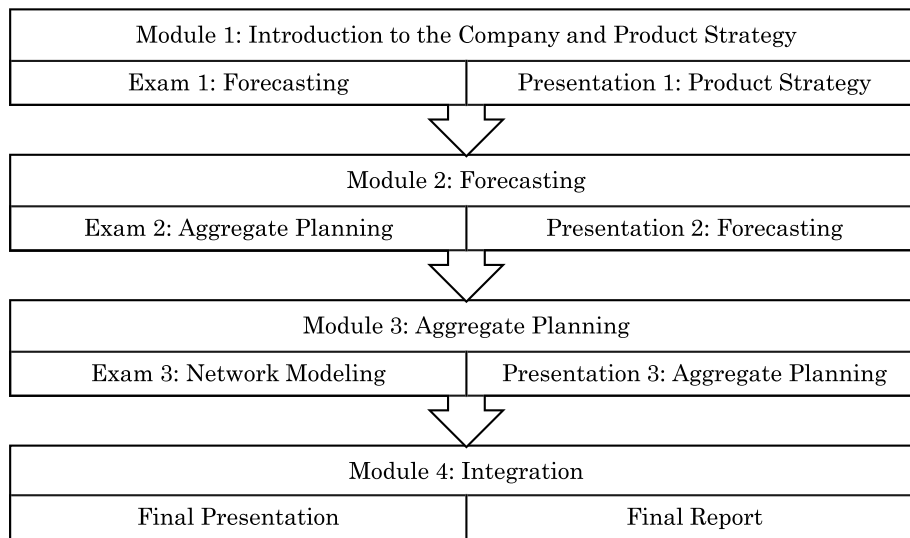 Module 1: Introduction to the Company and Product Strategy
Exam 1: Forecasting
Presentation 1: Product Strategy
Module 2: Forecasting
Exam 2: Aggregate Planning
Presentation 2: Forecasting
Module 3: Aggregate Planning
Exam 3: Network Modeling
Presentation 3: Aggregate Planning
Module 4: Integration
Final Presentation
Final Report